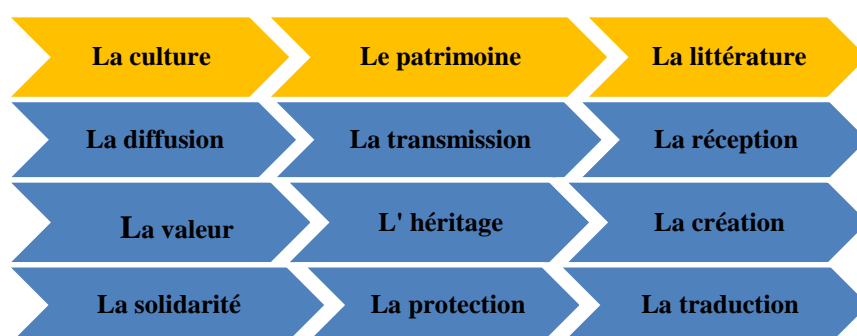 La culture Le patrimoine La littérature
La diffusion La transmission La réception
La valeur L' héritage La création
La solidarité La protection La traduction